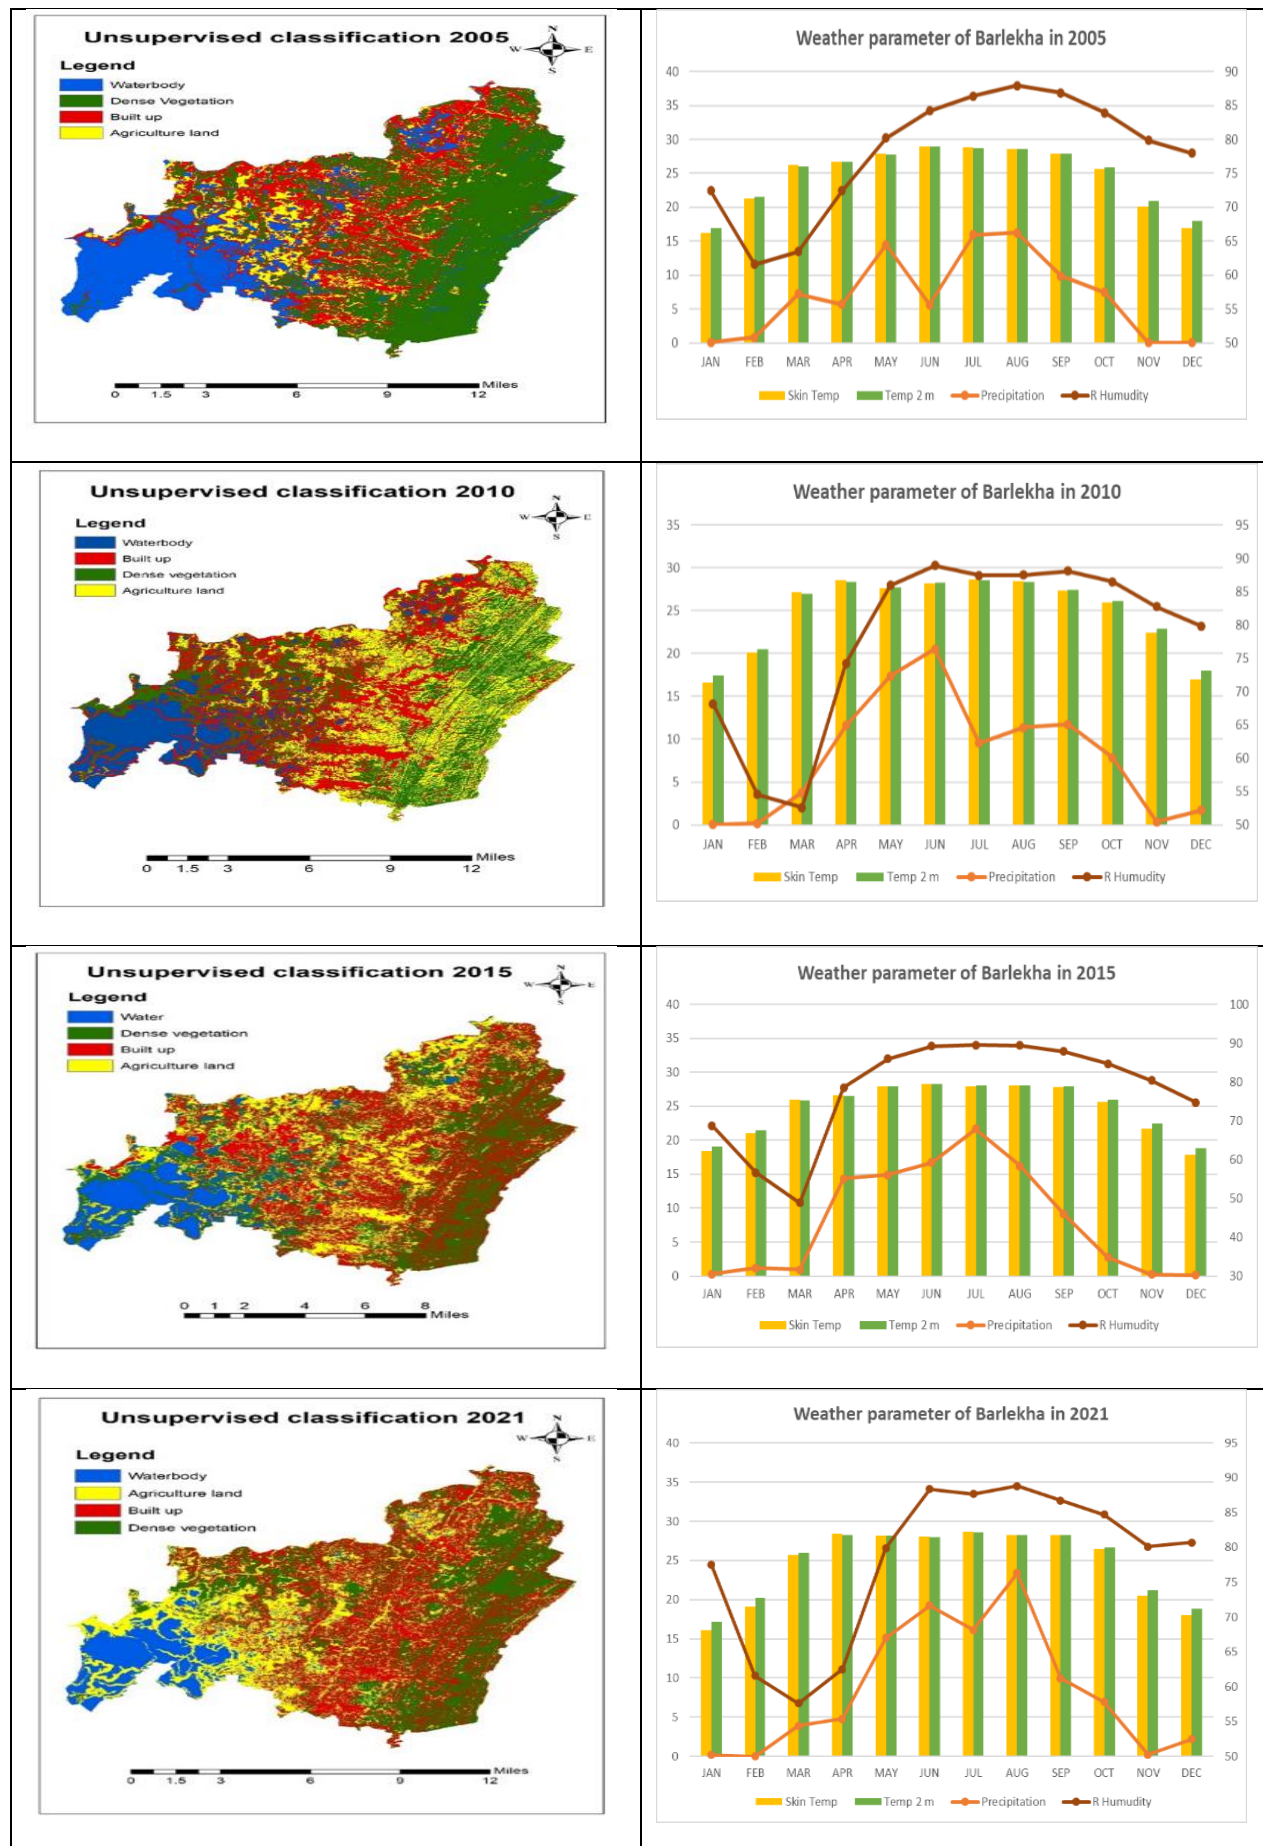 Unsupervised classification 2005
N
W E
S
Legend
Waterbody
Dense Vegetation
Built up
Agriculture land
Miles
0 1.5 3 6 9 12
Weather parameter of Barlekha in 2005
40 90
35 85
30 80
25 75
20 70
15 65
10 60
5 55
0 50
JAN FEB MAR APR MAY JUN JUL AUG SEP OCT NOV DEC
Skin Temp Temp 2 m Precipitation R Humudity
Unsupervised classification 2010
N
W E
S
Legend
Waterbody
Built up
Dense vegetation
Agriculture land
Miles
0 1.5 3 6 9 12
Weather parameter of Barlekha in 2010
35 95
30 90
25 85
20 80
15 75
10 70
5 65
0 60
55
50
JAN FEB MAR APR MAY JUN JUL AUG SEP OCT NOV DEC
Skin Temp Temp 2 m Precipitation R Humudity
Unsupervised classification 2015
N
W E
S
Legend
Water
Dense vegetation
Built up
Agriculture land
0 1 2 4 6 8
Miles
Weather parameter of Barlekha in 2015
40 100
35 90
30 80
25 70
20 60
15 50
10 40
5 30
0
JAN FEB MAR APR MAY JUN JUL AUG SEP OCT NOV DEC
Skin Temp Temp 2 m Precipitation R Humudity
Unsupervised classification 2021
N
W E
S
Legend
Waterbody
Agriculture land
Built up
Dense vegetation
Miles
0 1.5 3 6 9 12
Weather parameter of Barlekha in 2021
40 95
35 90
30 85
25 80
20 75
15 70
10 65
5 60
0 55
50
JAN FEB MAR APR MAY JUN JUL AUG SEP OCT NOV DEC
Skin Temp Temp 2 m Precipitation R Humudity